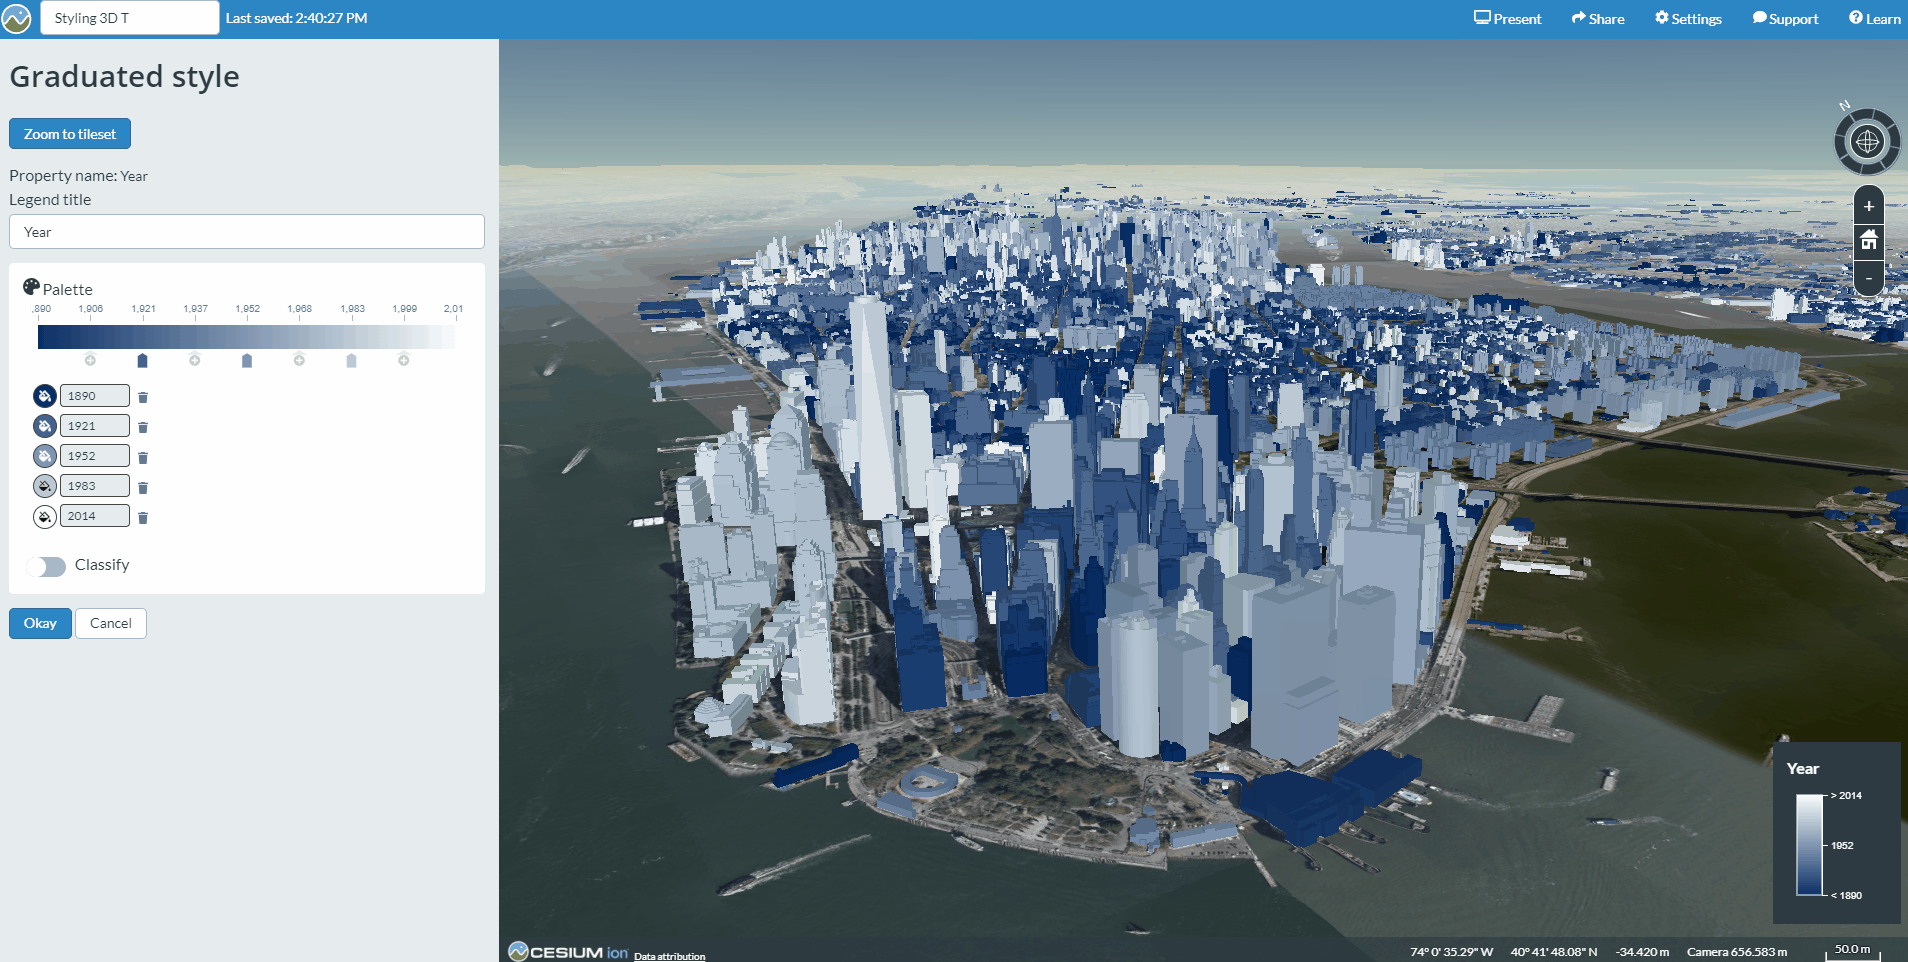 Styling 3D T
Last saved: 2:40:27 PM
Present
Share
Settings
Support
Learn
Graduated style
Zoom to tileset
Property name: Year
Legend title
Year
Palette
,890 1,906 1,921 1,937 1,952 1,968 1,983 1,999 2,01
1890
1921
1952
1983
2014
Classify
Okay
Cancel
N
+
-
Year
> 2014
1952
< 1890
CESIUM ion
Data attribution
74° 0' 35.29" W
40° 41' 48.08" N
-34.420 m
Camera 656.583 m
50.0 m